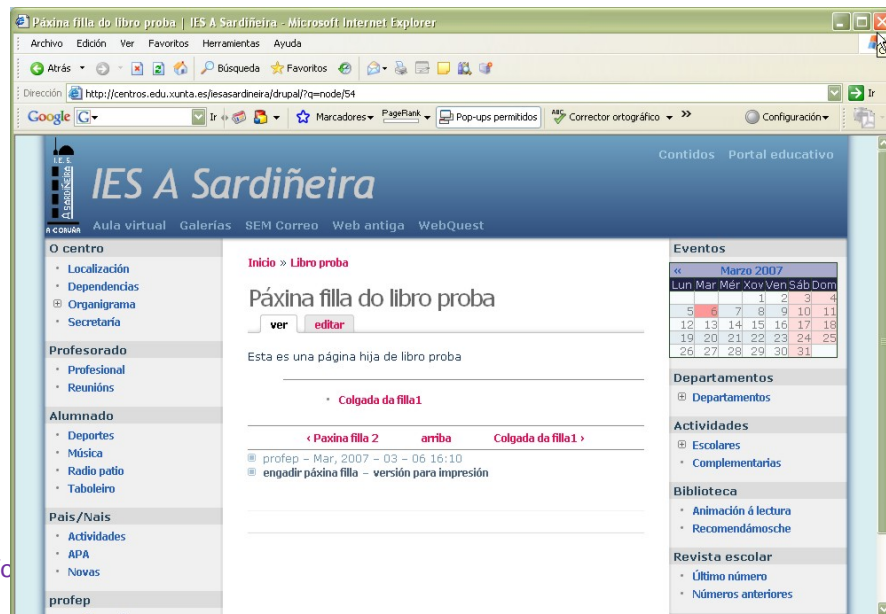 Páxina filla do libro proba | IES A Sardiñeira - Microsoft Internet Explorer
Archivo Edición Ver Favoritos Herramientas Ayuda
Atrás Búsqueda Favoritos
Dirección http://centros.edu.xunta.es/iesasardineira/drupal/?q=node/54 Ir
Google G Ir Marcadores PageRank Pop-ups permitidos ABC Corrector ortográfico » Configuración
Contidos Portal educativo
I.E.S.
A SARDIÑEIRA
A CORUÑA
IES A Sardiñeira
Aula virtual Galerías SEM Correo Web antiga WebQuest
O centro
Localización
Dependencias
Organigrama
Secretaría
Profesorado
Profesional
Reunións
Alumnado
Deportes
Música
Radio patio
Taboleiro
Pais/Nais
Actividades
APA
Novas
profep
Inicio » Libro proba
Páxina filla do libro proba
ver editar
Esta es una página hija de libro proba
Colgada da filla1
‹ Paxina filla 2 arriba Colgada da filla1 ›
profep – Mar, 2007 – 03 – 06 16:10
engadir páxina filla – versión para impresión
Eventos
« Marzo 2007
Lun Mar Mér Xov Ven Sáb Dom
1 2 3 4
5 6 7 8 9 10 11
12 13 14 15 16 17 18
19 20 21 22 23 24 25
26 27 28 29 30 31
Departamentos
Departamentos
Actividades
Escolares
Complementarias
Biblioteca
Animación á lectura
Recomendámosche
Revista escolar
Último número
Números anteriores